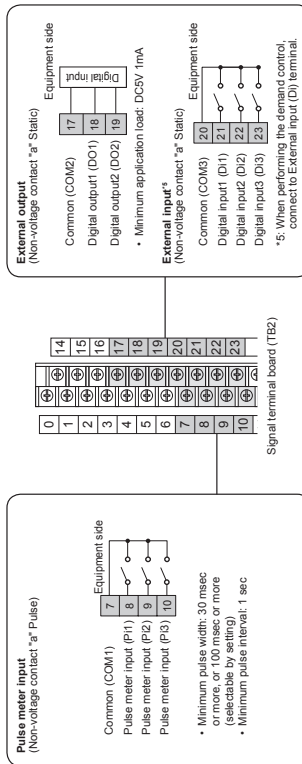 Pulse meter input
(Non-voltage contact "a" Pulse)
Equipment side
Common (COM1) 7
Pulse meter input (Pi1) 8
Pulse meter input (Pi2) 9
Pulse meter input (Pi3) 10
• Minimum pulse width: 30 msec
or more, or 100 msec or more
(selectable by setting)
• Minimum pulse interval: 1 sec
0
1
2
3
4
5
6
7
8
9
10
14
15
16
17
18
19
20
21
22
23
Signal terminal board (TB2)
External output
(Non-voltage contact "a" Static)
Equipment side
Common (COM2) 17
Digital output1 (DO1) 18
Digital output2 (DO2) 19
Digital input
• Minimum application load: DC5V 1mA
External input*5
(Non-voltage contact "a" Static)
Equipment side
Common (COM3) 20
Digital input1 (Di1) 21
Digital input2 (Di2) 22
Digital input3 (Di3) 23
*5: When performing the demand control,
connect to External input (Di) terminal.